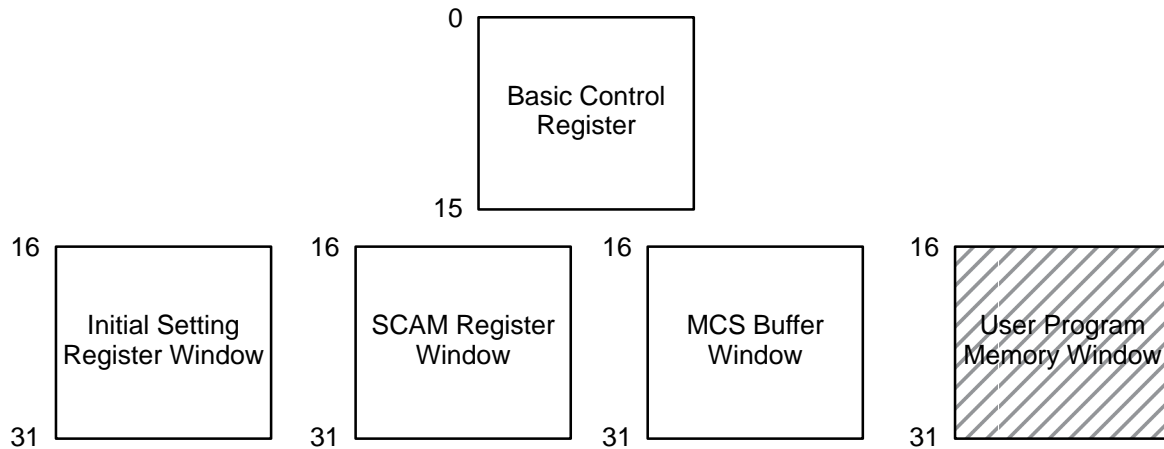 0
Basic Control
Register
15
16 16 16 16
Initial Setting
Register Window
SCAM Register
Window
MCS Buffer
Window
User Program
Memory Window
31 31 31 31